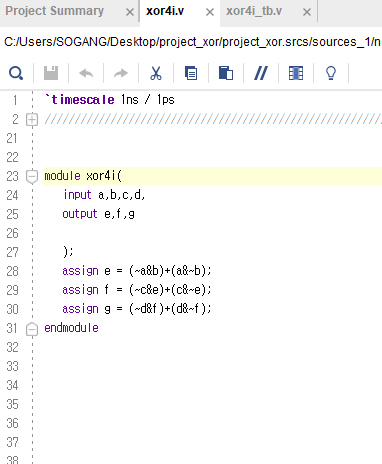 Project Summary × xor4i.v × xor4i_tb.v ×
C:/Users/SOGANG/Desktop/project_xor/project_xor.srcs/sources_1/n
1 `timescale 1ns / 1ps
2 ////////////////////////////////////////////////////////////
21
22
23 module xor4i(
24 input a,b,c,d,
25 output e,f,g
26
27 );
28 assign e = (~a&b)+(a&~b);
29 assign f = (~c&e)+(c&~e);
30 assign g = (~d&f)+(d&~f);
31 endmodule
32
33
34
35
36
37
38